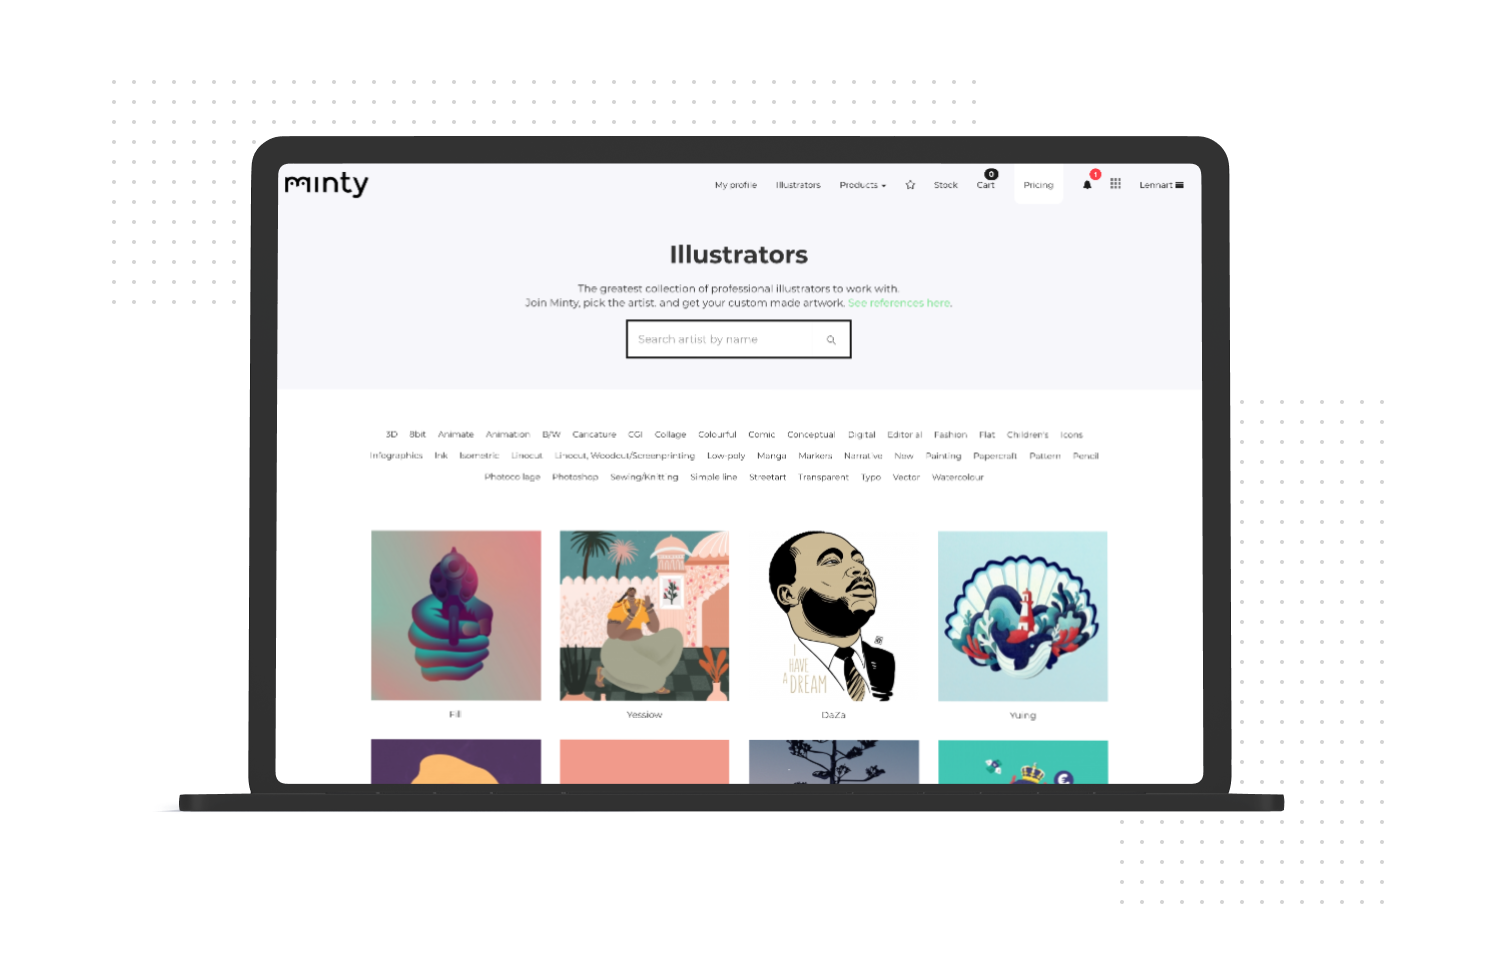 minty
My profile Illustrators Products Stock Cart 0 Pricing 1 Lennart
Illustrators
The greatest collection of professional illustrators to work with.
Join Minty, pick the artist, and get your custom made artwork. See references here.
Search artist by name
3D 8bit Animate Animation B/W Caricature CGI Collage Colourful Comic Conceptual Digital Editorial Fashion Flat Children's Icons
Infographics Ink Isometric Linocut Linocut, Woodcut/Screenprinting Low-poly Manga Markers Narrative New Painting Papercraft Pattern Pencil
Photocollage Photoshop Sewing/Knitting Simple line Streetart Transparent Typo Vector Watercolour
I
HAVE
A DREAM
Fill
Yessiow
DaZa
Yuing
€